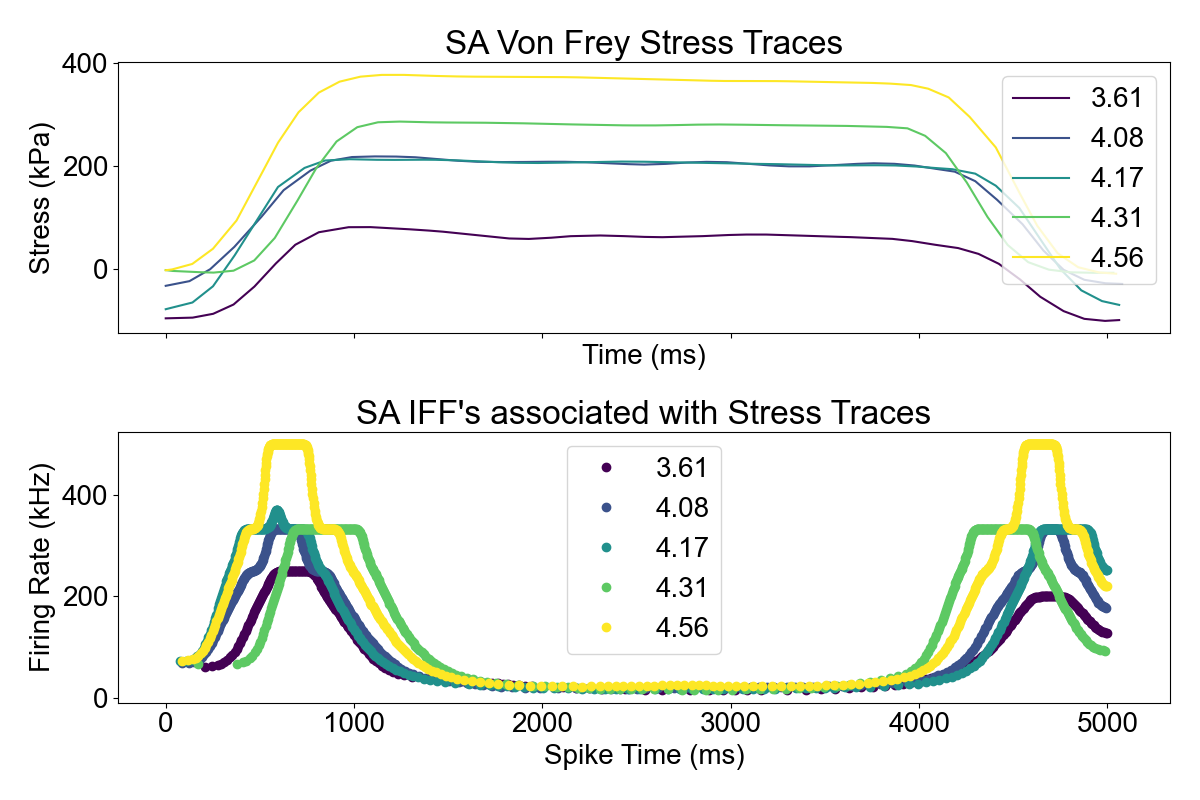 SA Von Frey Stress Traces
Stress (kPa)
400
200
0
3.61
4.08
4.17
4.31
4.56
Time (ms)
SA IFF's associated with Stress Traces
Firing Rate (kHz)
400
200
0
3.61
4.08
4.17
4.31
4.56
0 1000 2000 3000 4000 5000
Spike Time (ms)